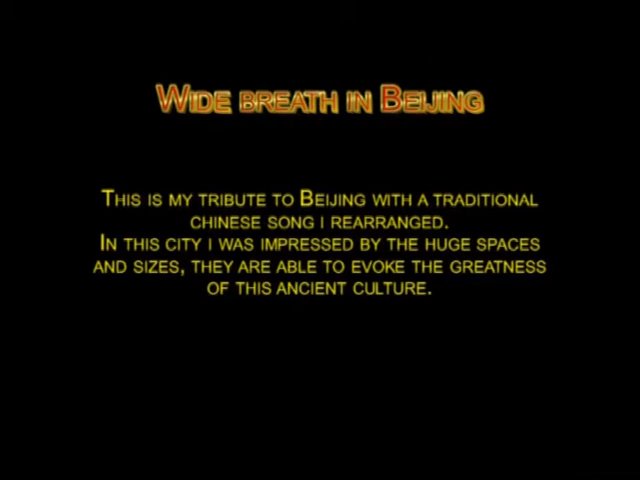 Wide breath in Beijing
This is my tribute to Beijing with a traditional
chinese song i rearranged.
In this city i was impressed by the huge spaces
and sizes, they are able to evoke the greatness
of this ancient culture.